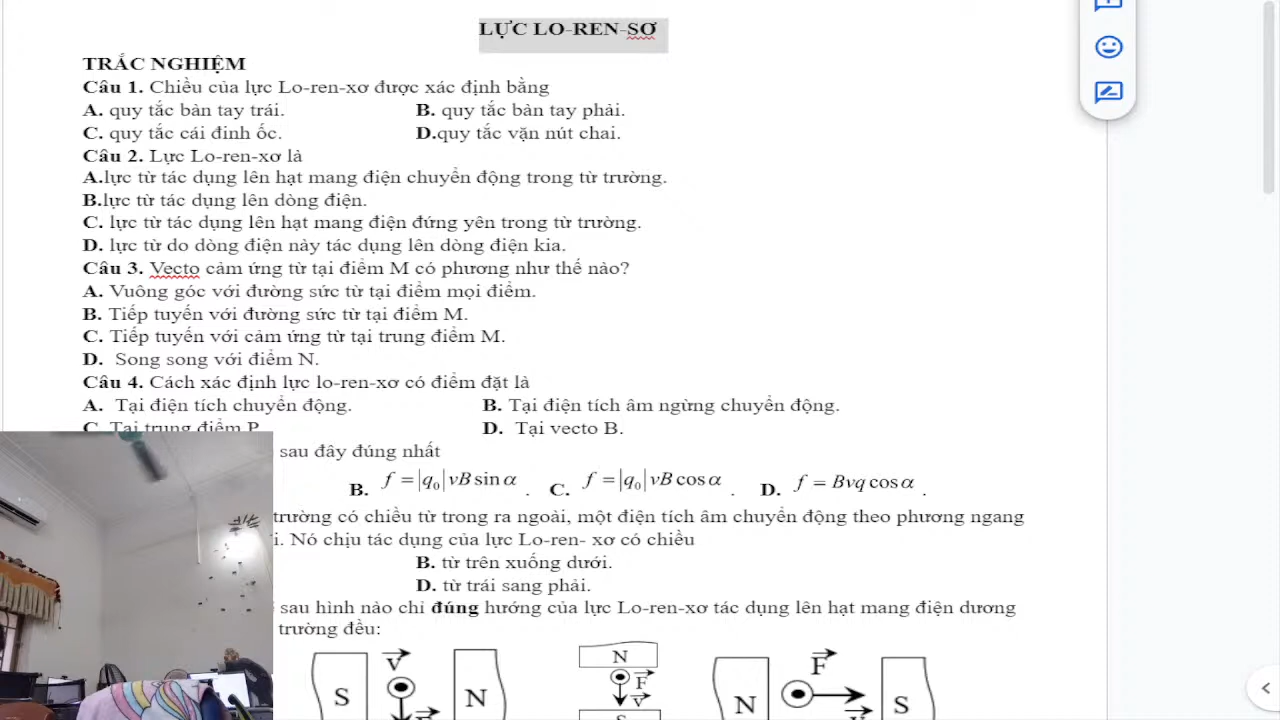 LỰC LO-REN-SƠ
TRẮC NGHIỆM
Câu 1. Chiều của lực Lo-ren-xơ được xác định bằng
A. quy tắc bàn tay trái. B. quy tắc bàn tay phải.
C. quy tắc cái đinh ốc. D.quy tắc vặn nút chai.
Câu 2. Lực Lo-ren-xơ là
A.lực từ tác dụng lên hạt mang điện chuyển động trong từ trường.
B.lực từ tác dụng lên dòng điện.
C. lực từ tác dụng lên hạt mang điện đứng yên trong từ trường.
D. lực từ do dòng điện này tác dụng lên dòng điện kia.
Câu 3. Vecto cảm ứng từ tại điểm M có phương như thế nào?
A. Vuông góc với đường sức từ tại điểm mọi điểm.
B. Tiếp tuyến với đường sức từ tại điểm M.
C. Tiếp tuyến với cảm ứng từ tại trung điểm M.
D. Song song với điểm N.
Câu 4. Cách xác định lực lo-ren-xơ có điểm đặt là
A. Tại điện tích chuyển động. B. Tại điện tích âm ngừng chuyển động.
C. Tại trung điểm P D. Tại vecto B.
sau đây đúng nhất
B. f = |q₀| vB sin α . C. f = |q₀| vB cos α . D. f = Bvq cos α .
trường có chiều từ trong ra ngoài, một điện tích âm chuyển động theo phương ngang
i. Nó chịu tác dụng của lực Lo-ren- xơ có chiều
B. từ trên xuống dưới.
D. từ trái sang phải.
sau hình nào chỉ đúng hướng của lực Lo-ren-xơ tác dụng lên hạt mang điện dương
trường đều:
v N F
S N F v N S